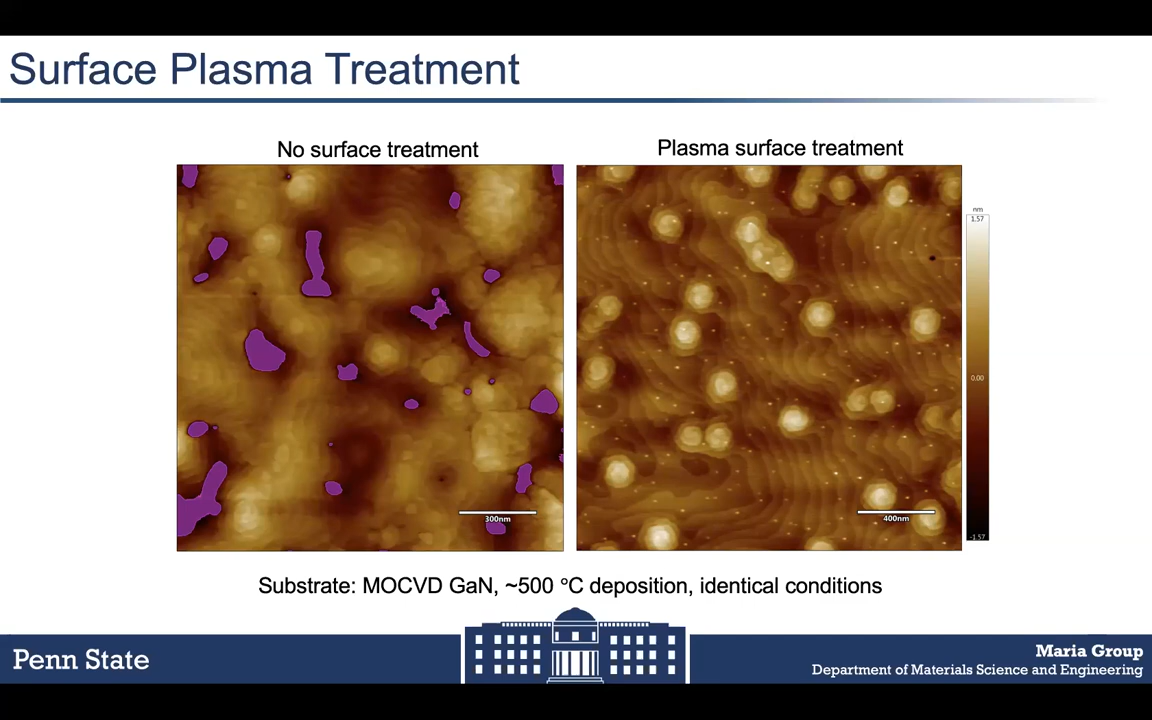 Surface Plasma Treatment
No surface treatment
Plasma surface treatment
nm
1.57
0.00
-1.57
300nm
400nm
Substrate: MOCVD GaN, ~500 °C deposition, identical conditions
Penn State
Maria Group
Department of Materials Science and Engineering